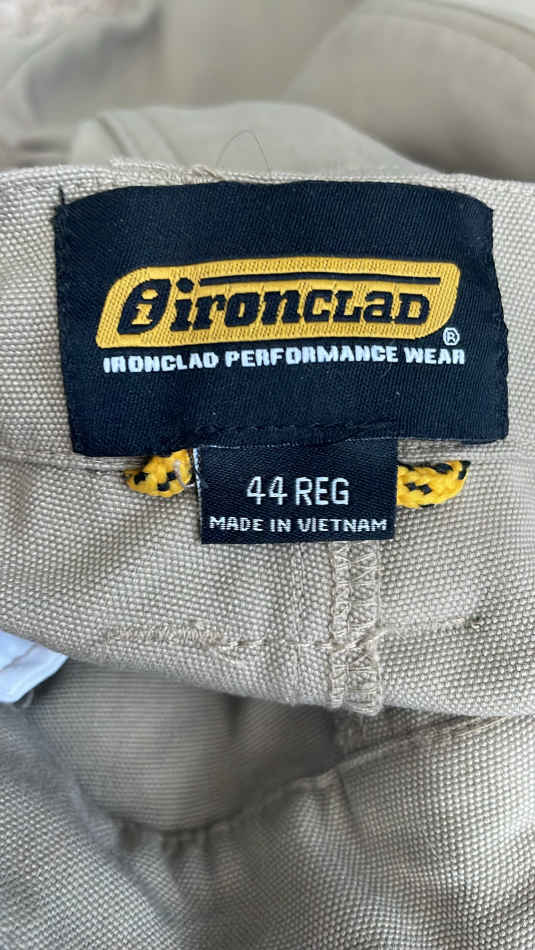 ironclad
®
IRONCLAD PERFORMANCE WEAR
44 REG
MADE IN VIETNAM